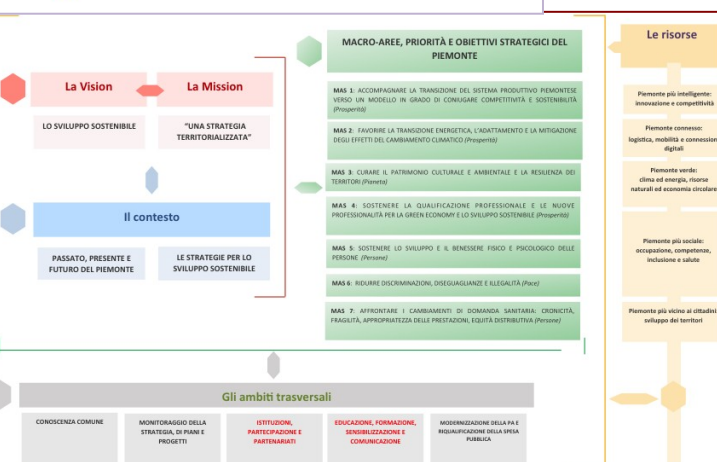 La Vision
La Mission
LO SVILUPPO SOSTENIBILE
"UNA STRATEGIA
TERRITORIALIZZATA"
Il contesto
PASSATO, PRESENTE E
FUTURO DEL PIEMONTE
LE STRATEGIE PER LO
SVILUPPO SOSTENIBILE
MACRO-AREE, PRIORITÀ E OBIETTIVI STRATEGICI DEL
PIEMONTE
MAS 1: ACCOMPAGNARE LA TRANSIZIONE DEL SISTEMA PRODUTTIVO PIEMONTESE
VERSO UN MODELLO IN GRADO DI CONIUGARE COMPETITIVITÀ E SOSTENIBILITÀ
(Prosperità)
MAS 2: FAVORIRE LA TRANSIZIONE ENERGETICA, L'ADATTAMENTO E LA MITIGAZIONE
DEGLI EFFETTI DEL CAMBIAMENTO CLIMATICO (Prosperità)
MAS 3: CURARE IL PATRIMONIO CULTURALE E AMBIENTALE E LA RESILIENZA DEI
TERRITORI (Pianeta)
MAS 4: SOSTENERE LA QUALIFICAZIONE PROFESSIONALE E LE NUOVE
PROFESSIONALITÀ PER LA GREEN ECONOMY E LO SVILUPPO SOSTENIBILE (Prosperità)
MAS 5: SOSTENERE LO SVILUPPO E IL BENESSERE FISICO E PSICOLOGICO DELLE
PERSONE (Persone)
MAS 6: RIDURRE DISCRIMINAZIONI, DISEGUAGLIANZE E ILLEGALITÀ (Pace)
MAS 7: AFFRONTARE I CAMBIAMENTI DI DOMANDA SANITARIA: CRONICITÀ,
FRAGILITÀ, APPROPRIATEZZA DELLE PRESTAZIONI, EQUITÀ DISTRIBUTIVA (Persone)
Le risorse
Piemonte più intelligente:
innovazione e competitività
Piemonte connesso:
logistica, mobilità e connession
digitali
Piemonte verde:
clima ed energia, risorse
naturali ed economia circolare
Piemonte più sociale:
occupazione, competenze,
inclusione e salute
Piemonte più vicino ai cittadini
sviluppo dei territori
Gli ambiti trasversali
CONOSCENZA COMUNE
MONITORAGGIO DELLA
STRATEGIA, DI PIANI E
PROGETTI
ISTITUZIONI,
PARTECIPAZIONE E
PARTENARIATI
EDUCAZIONE, FORMAZIONE,
SENSIBILIZZAZIONE E
COMUNICAZIONE
MODERNIZZAZIONE DELLA PA E
RIQUALIFICAZIONE DELLA SPESA
PUBBLICA